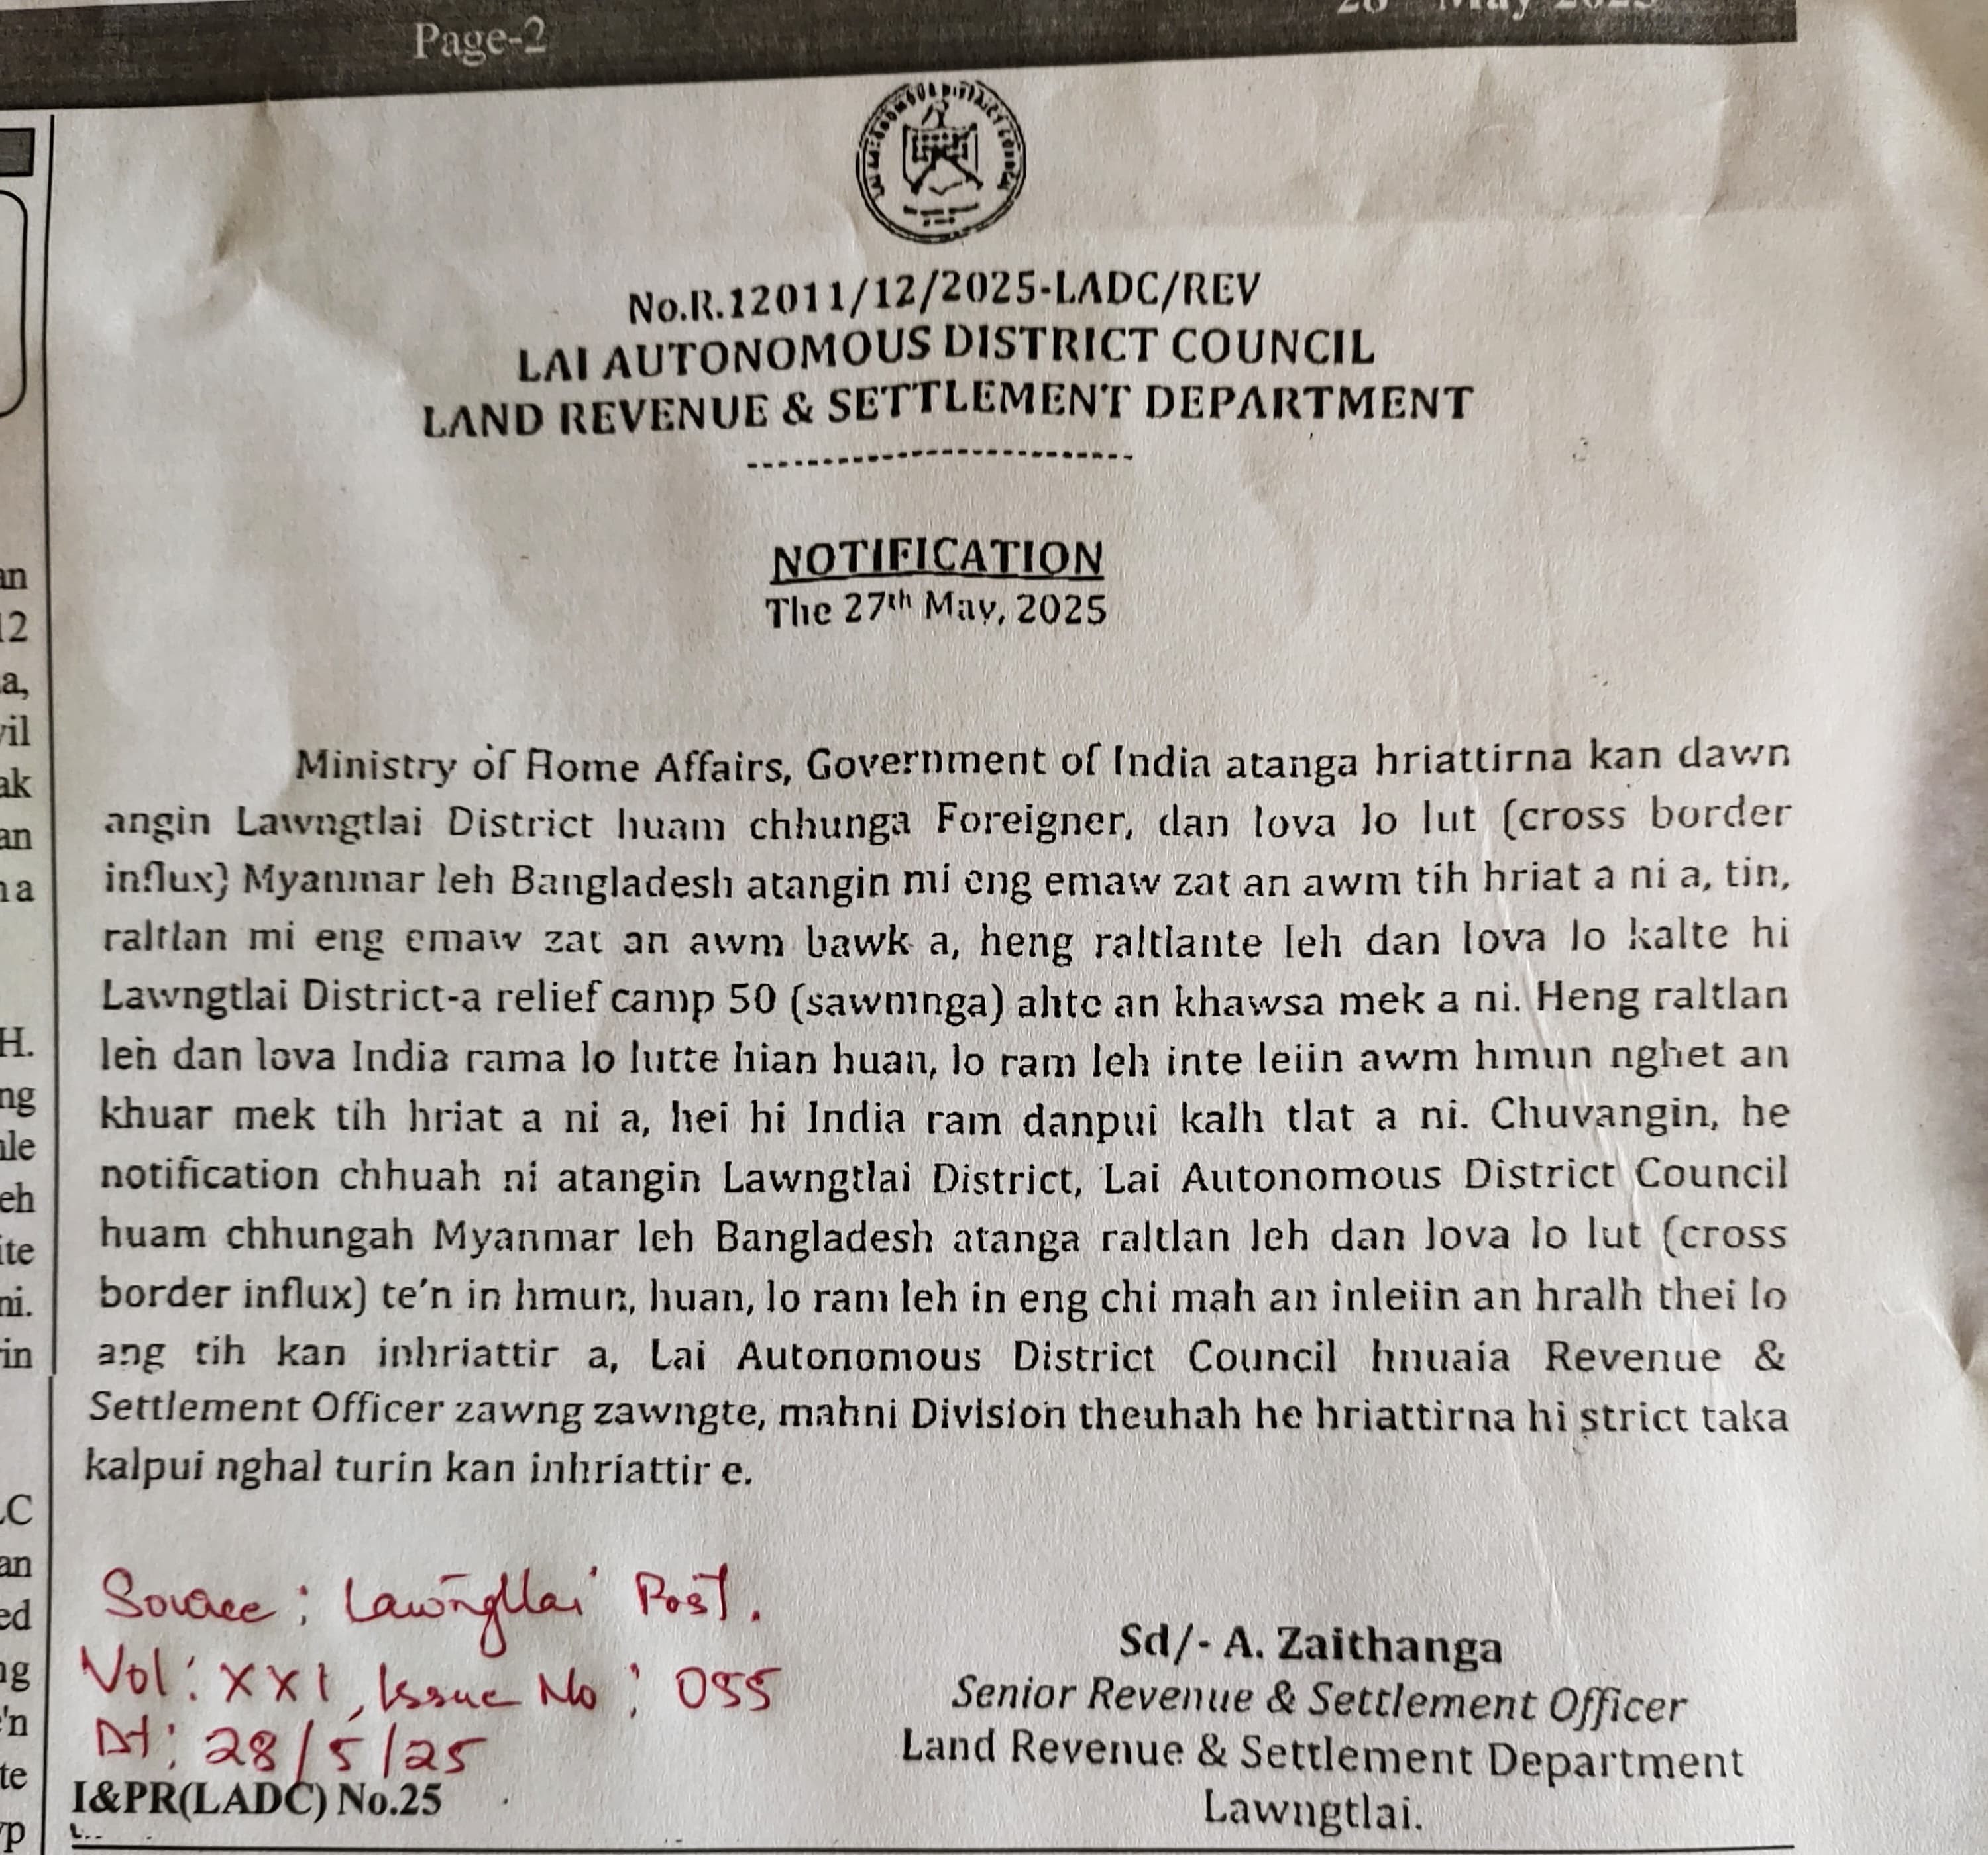 Page-2
May 2025
No.R.12011/12/2025-LADC/REV
LAI AUTONOMOUS DISTRICT COUNCIL
LAND REVENUE & SETTLEMENT DEPARTMENT
--------------------------
NOTIFICATION
The 27th May, 2025
Ministry of Home Affairs, Government of India atanga hriattirna kan dawn
angin Lawngtlai District huam chhunga Foreigner, dan lova lo lut (cross border
influx) Myanmar leh Bangladesh atangin mi eng emaw zat an awm tih hriat a ni a, tin,
raltlan mi eng emaw zat an awm bawk a, heng raltlante leh dan lova lo kalte hi
Lawngtlai District-a relief camp 50 (sawmnga) ahte an khawsa mek a ni. Heng raltlan
leh dan lova India rama lo lutte hian huan, lo ram leh inte leiin awm hmun nghet an
khuar mek tih hriat a ni a, hei hi India ram danpui kalh tlat a ni. Chuvangin, he
notification chhuah ni atangin Lawngtlai District, Lai Autonomous District Council
huam chhungah Myanmar leh Bangladesh atanga raltlan leh dan lova lo lut (cross
border influx) te'n in hmun, huan, lo ram leh in eng chi mah an inleiin an hralh thei lo
ang tih kan inhriattir a, Lai Autonomous District Council hnuaia Revenue &
Settlement Officer zawng zawngte, mahni Division theuhah he hriattirna hi strict taka
kalpui nghal turin kan inhriattir e.
Source: Lawngtlai Post.
Vol: XXI, Issue No: 055
Dt: 28/5/25
Sd/- A. Zaithanga
Senior Revenue & Settlement Officer
Land Revenue & Settlement Department
Lawngtlai.
I&PR(LADC) No.25